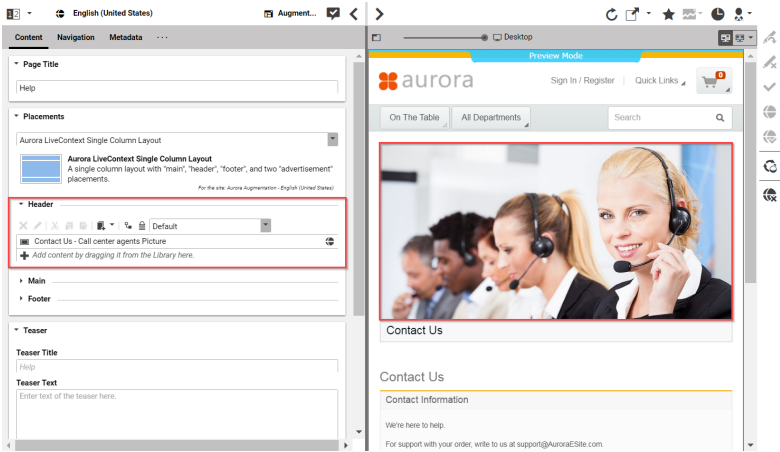 English (United States)
Augment...
Content Navigation Metadata ...
Page Title
Help
Placements
Aurora LiveContext Single Column Layout
Aurora LiveContext Single Column Layout
A single column layout with "main", "header", "footer", and two "advertisement"
placements.
For the site: Aurora Augmentation - English (United States)
Header
Default
Contact Us - Call center agents Picture
Add content by dragging it from the Library here.
Main
Footer
Teaser
Teaser Title
Help
Teaser Text
Enter text of the teaser here.
Desktop
Preview Mode
aurora
Sign In / Register
Quick Links
0
On The Table
All Departments
Search
Contact Us
Contact Us
Contact Information
We're here to help.
For support with your order, write to us at support@AuroraESite.com.